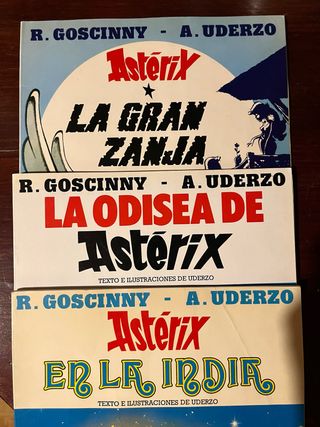 R. GOSCINNY - A. UDERZO
Astérix
LA GRAN
ZANJA
R. GOSCINNY - A. UDERZO
LA ODISEA DE
Astérix
TEXTO E ILUSTRACIONES DE UDERZO
R. GOSCINNY - A. UDERZO
Astérix
EN LA INDIA
TEXTO E ILUSTRACIONES DE UDERZO